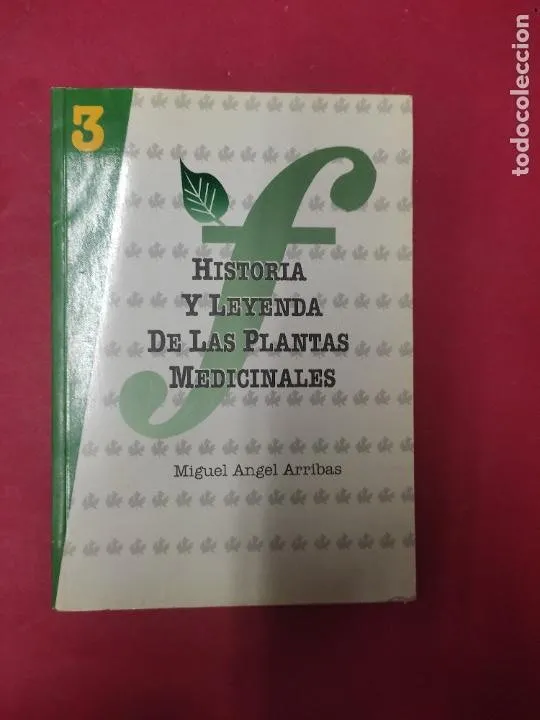 3
f
HISTORIA
Y LEYENDA
DE LAS PLANTAS
MEDICINALES
Miguel Angel Arribas
todocoleccion